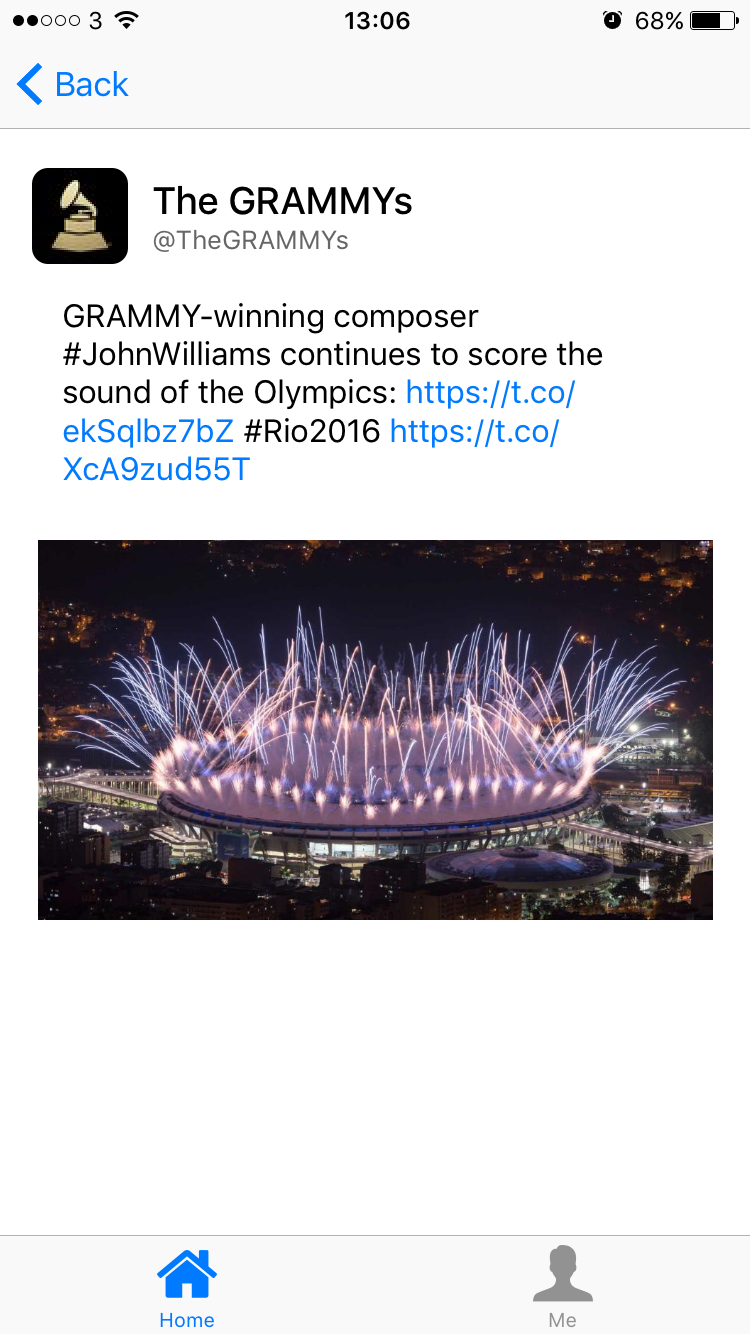 3 13:06 68%
Back
The GRAMMYs
@TheGRAMMYs
GRAMMY-winning composer
#JohnWilliams continues to score the
sound of the Olympics: https://t.co/
ekSqlbz7bZ #Rio2016 https://t.co/
XcA9zud55T
Home Me